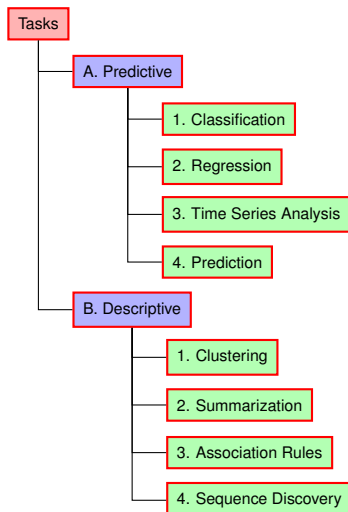 Tasks
A. Predictive
1. Classification
2. Regression
3. Time Series Analysis
4. Prediction
B. Descriptive
1. Clustering
2. Summarization
3. Association Rules
4. Sequence Discovery